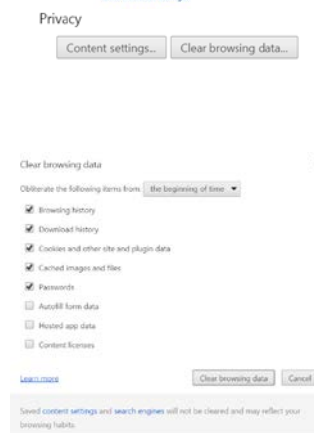 Privacy
Content settings... Clear browsing data...
Clear browsing data
Obliterate the following items from: the beginning of time
Browsing history
Download history
Cookies and other site and plugin data
Cached images and files
Passwords
Autofill form data
Hosted app data
Content licenses
Learn more Clear browsing data Cancel
Saved content settings and search engines will not be cleared and may reflect your
browsing habits.